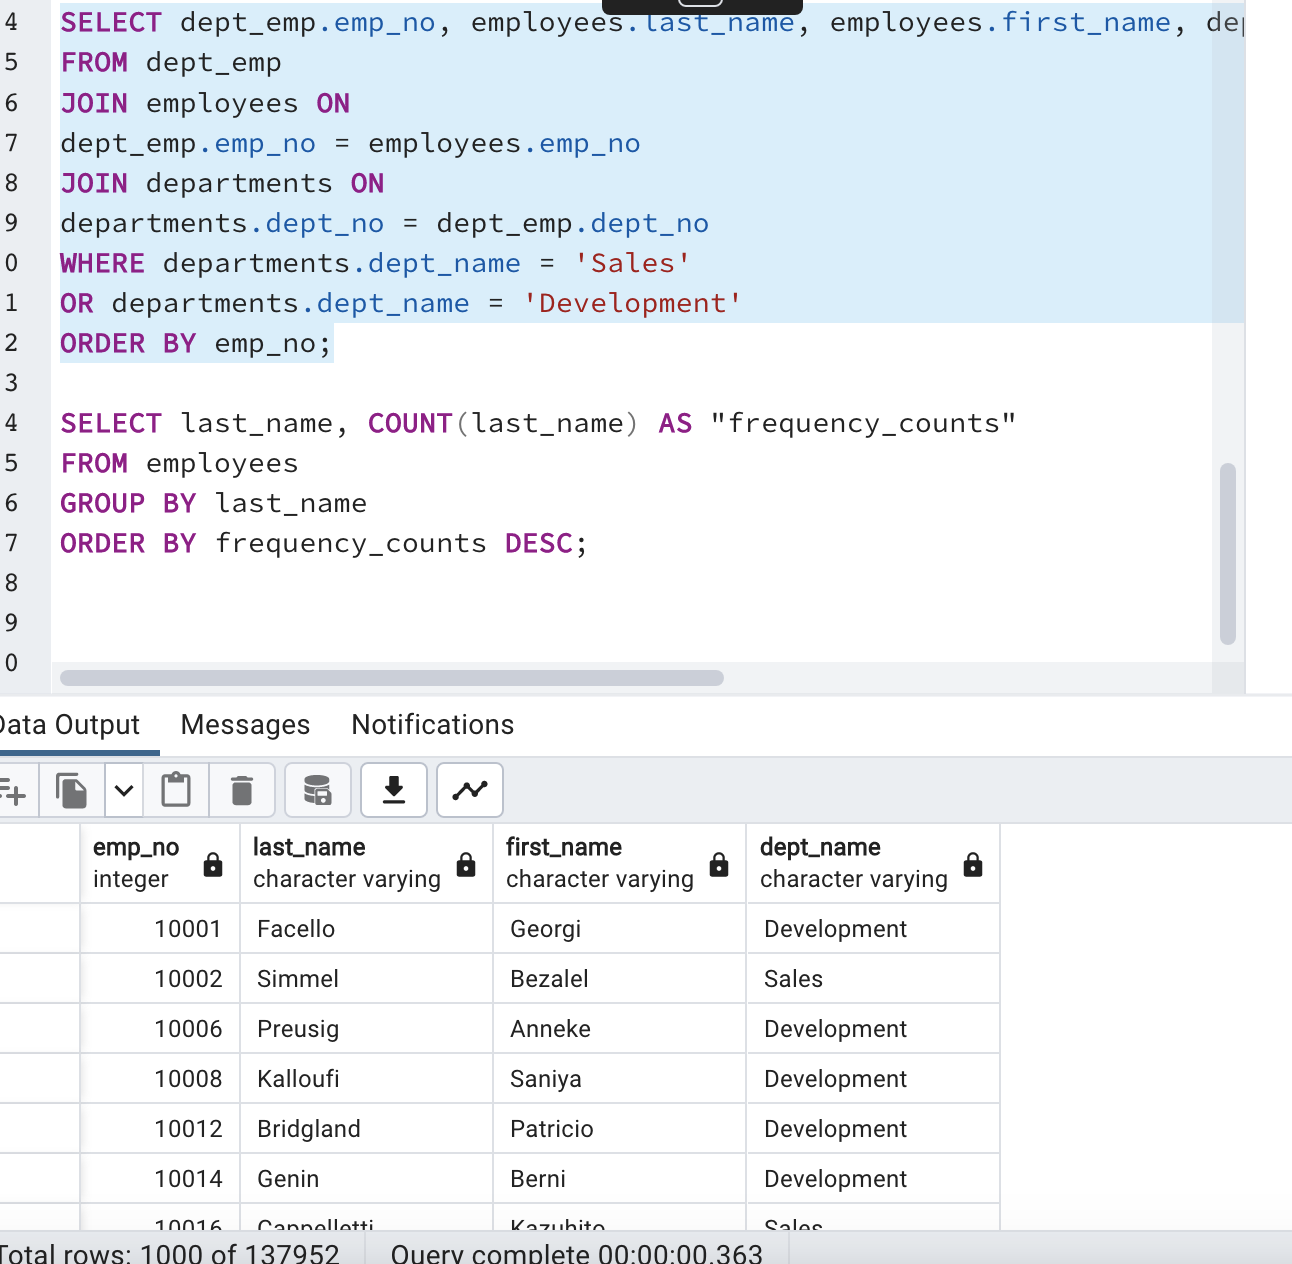 4 SELECT dept_emp.emp_no, employees.last_name, employees.first_name,
5 FROM dept_emp
6 JOIN employees ON
7 dept_emp.emp_no = employees.emp_no
8 JOIN departments ON
9 departments.dept_no = dept_emp.dept_no
0 WHERE departments.dept_name = 'Sales'
1 OR departments.dept_name = 'Development'
2 ORDER BY emp_no;
3
4 SELECT last_name, COUNT(last_name) AS "frequency_counts"
5 FROM employees
6 GROUP BY last_name
7 ORDER BY frequency_counts DESC;
8
9
0
Data Output Messages Notifications
emp_no last_name first_name dept_name
integer character varying character varying character varying
10001 Facello Georgi Development
10002 Simmel Bezalel Sales
10006 Preusig Anneke Development
10008 Kalloufi Saniya Development
10012 Bridgland Patricio Development
10014 Genin Berni Development
10016 Cappelletti Kazuhito Sales
Total rows: 1000 of 137952 Query complete 00:00:00.363